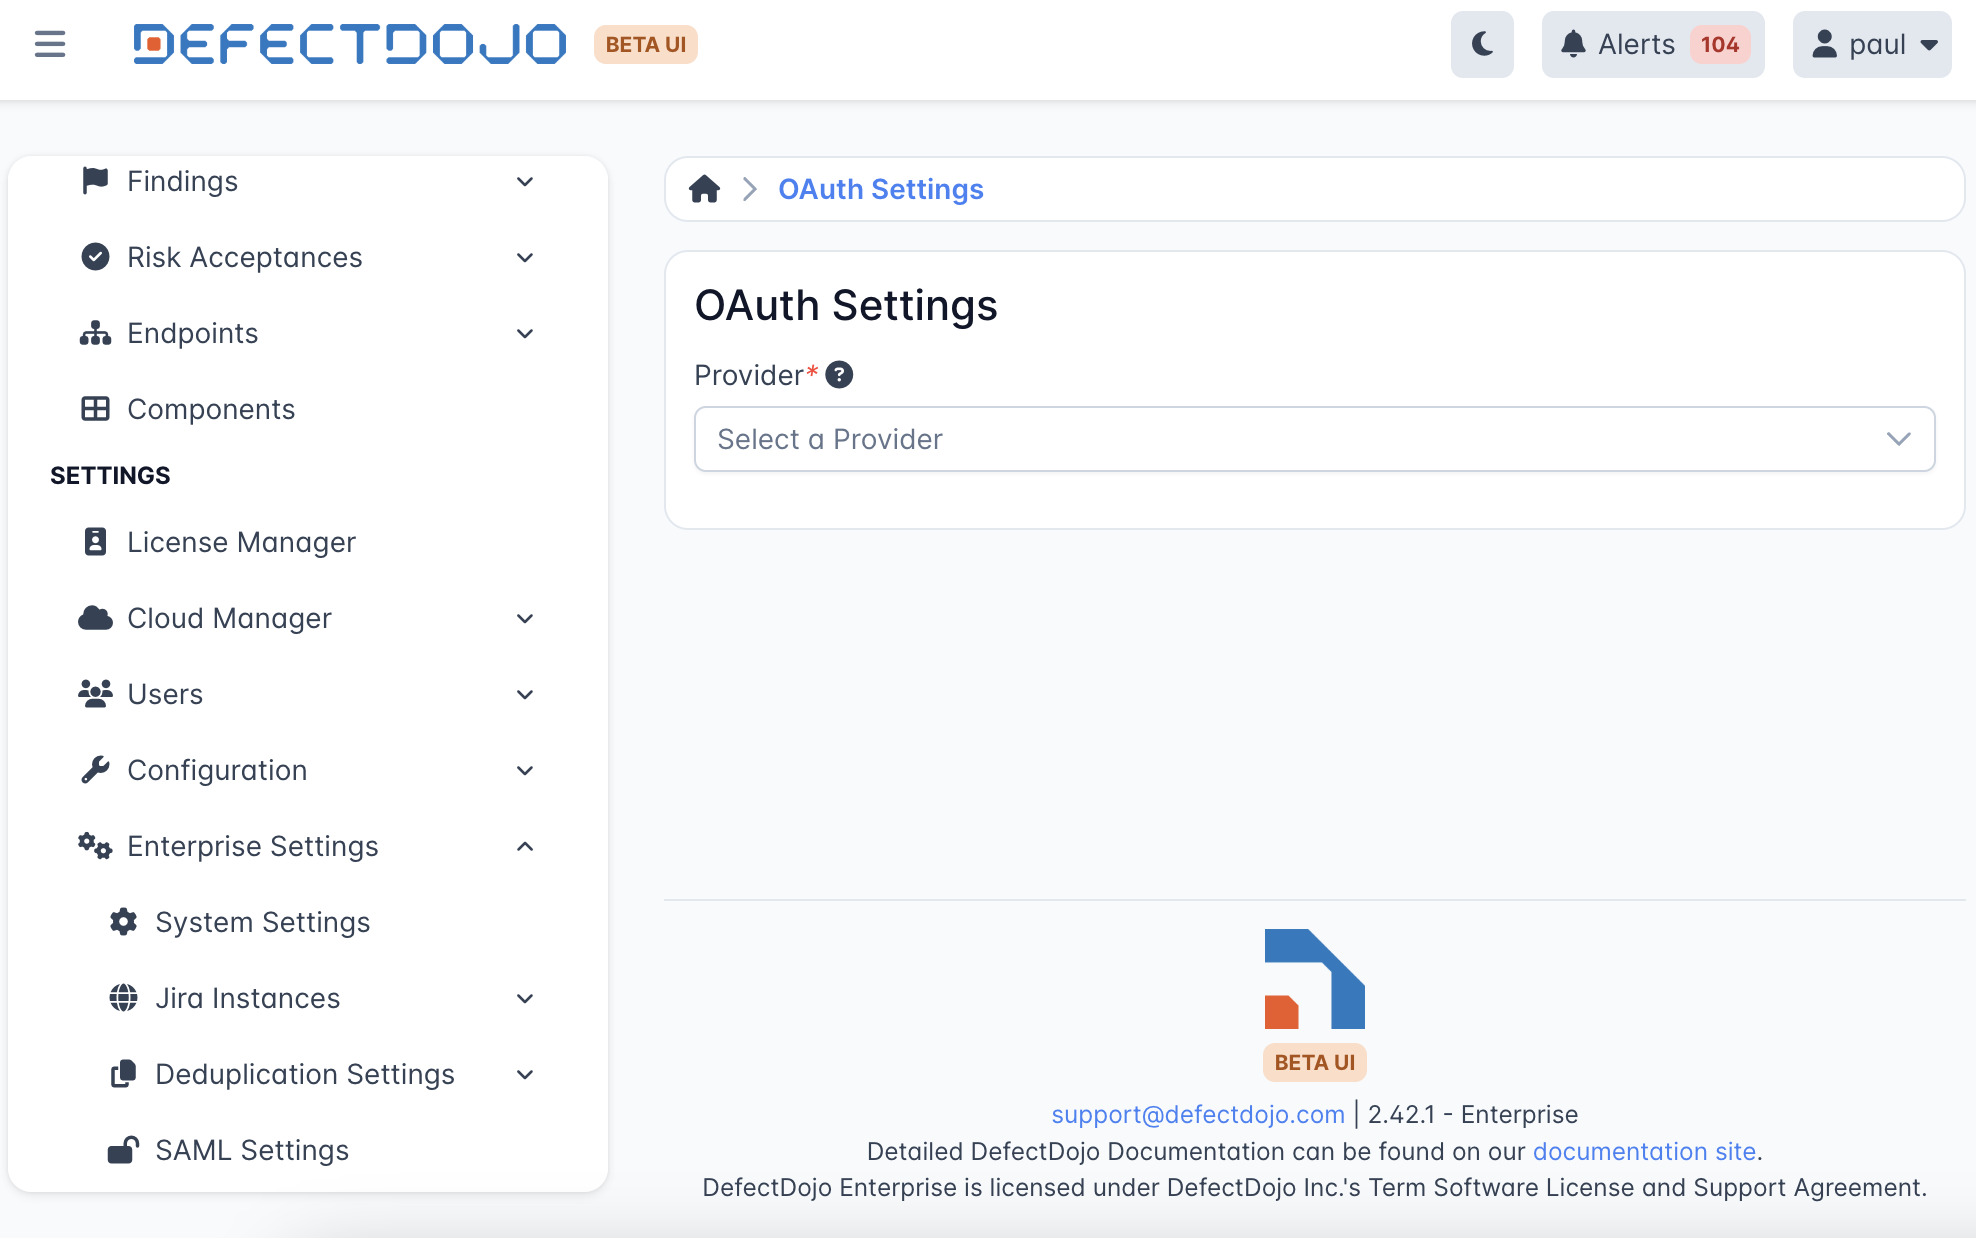 DEFECTDOJO BETA UI
Alerts 104
paul
Findings
Risk Acceptances
Endpoints
Components
SETTINGS
License Manager
Cloud Manager
Users
Configuration
Enterprise Settings
System Settings
Jira Instances
Deduplication Settings
SAML Settings
OAuth Settings
OAuth Settings
Provider* ?
Select a Provider
BETA UI
support@defectdojo.com | 2.42.1 - Enterprise
Detailed DefectDojo Documentation can be found on our documentation site.
DefectDojo Enterprise is licensed under DefectDojo Inc.'s Term Software License and Support Agreement.